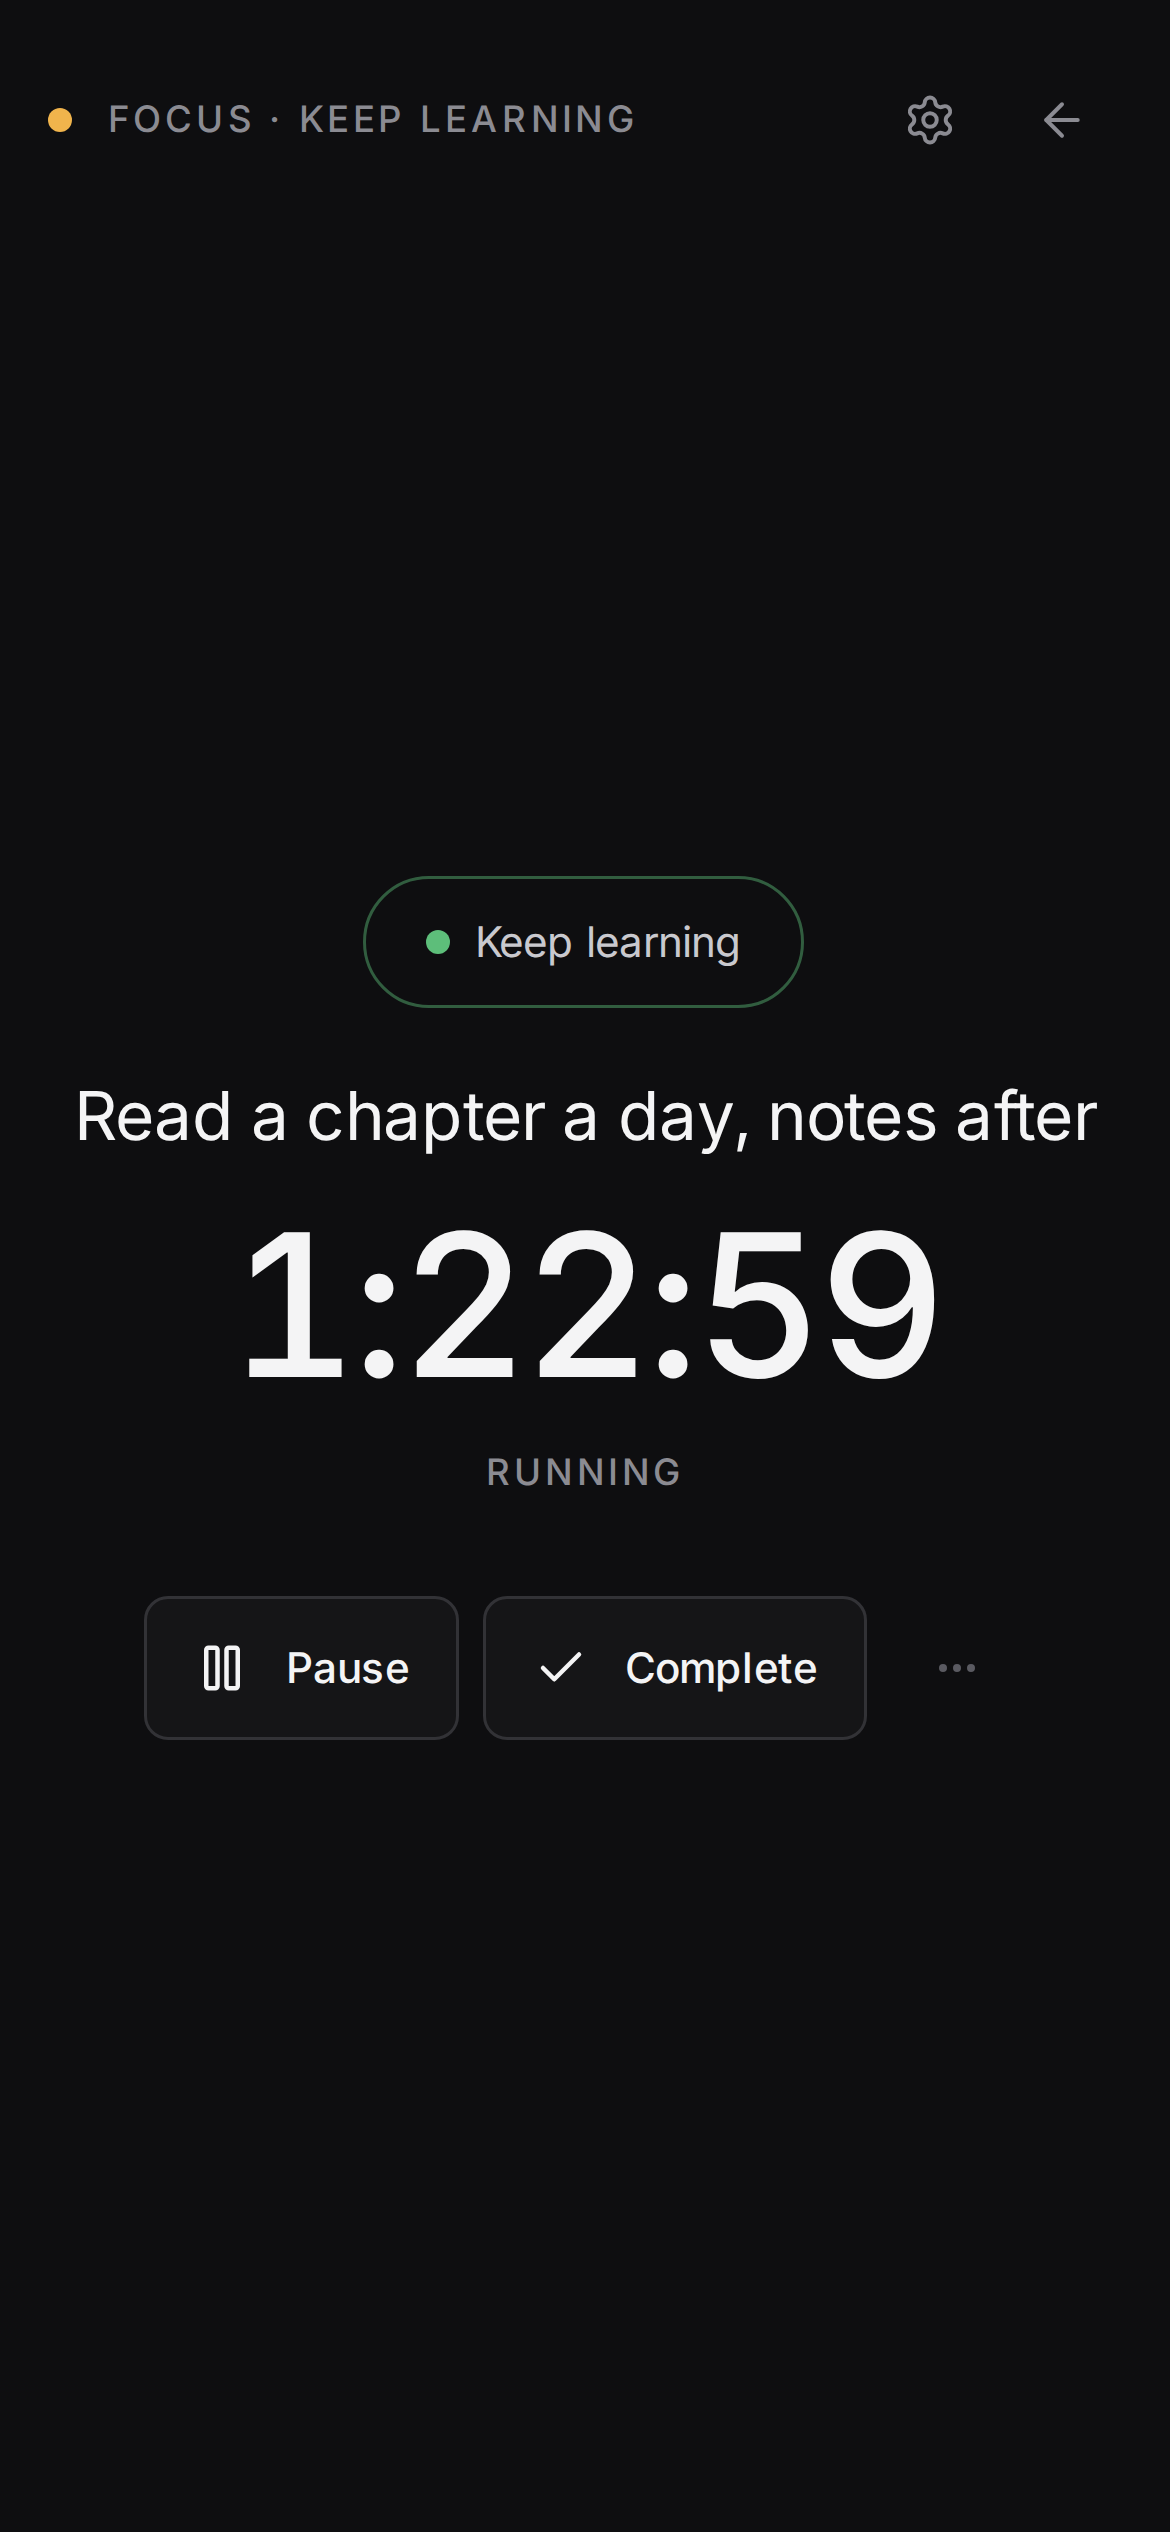 FOCUS · KEEP LEARNING
Keep learning
Read a chapter a day, notes after
1:22:59
RUNNING
Pause
Complete